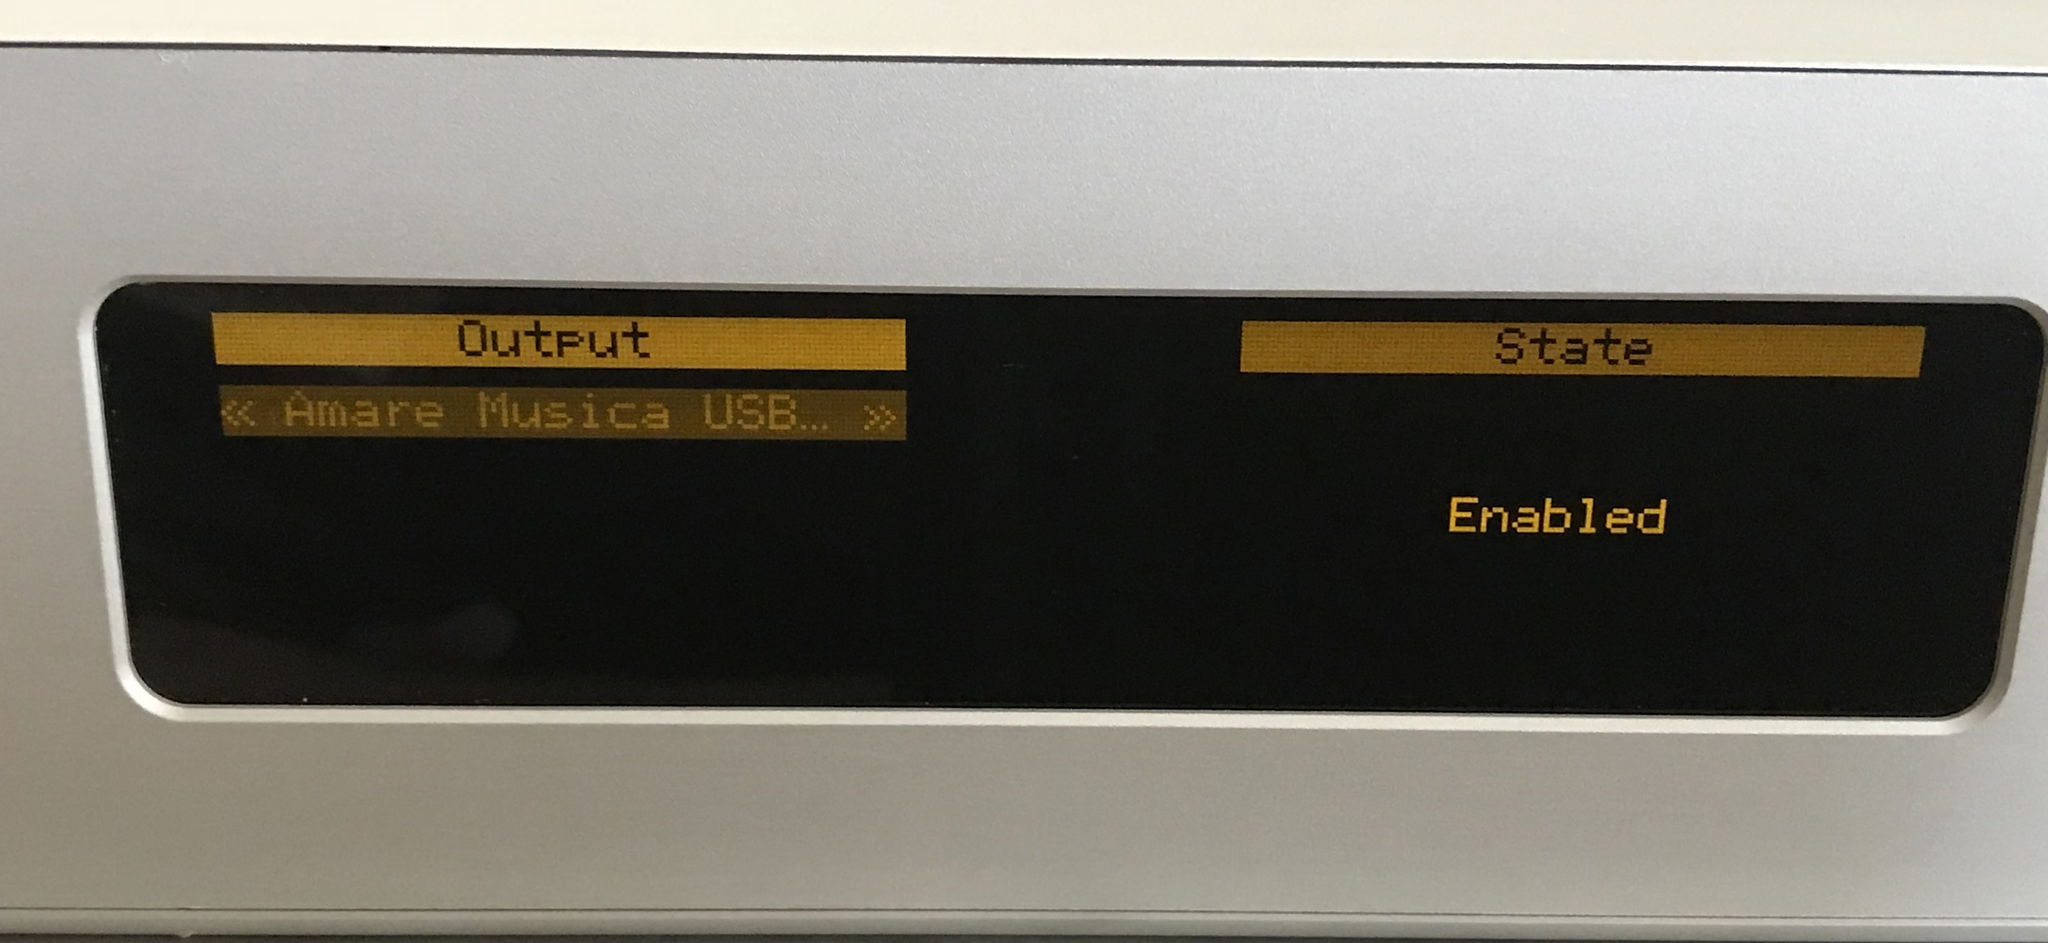 Output
State
« Amare Musica USB… »
Enabled